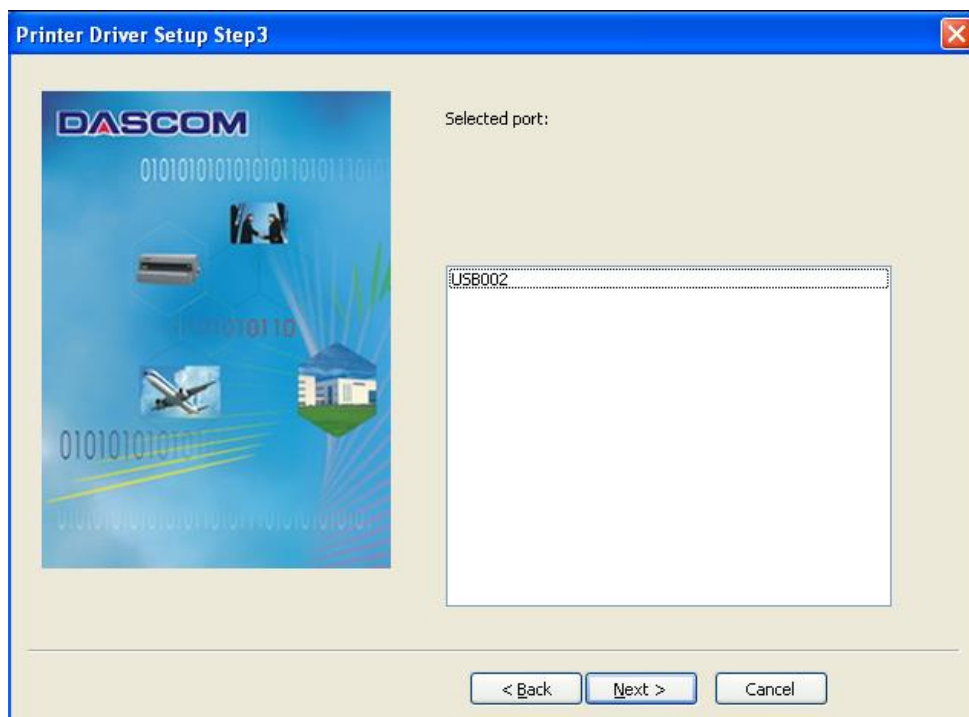 Printer Driver Setup Step3
DASCOM
Selected port:
USB002
< Back
Next >
Cancel